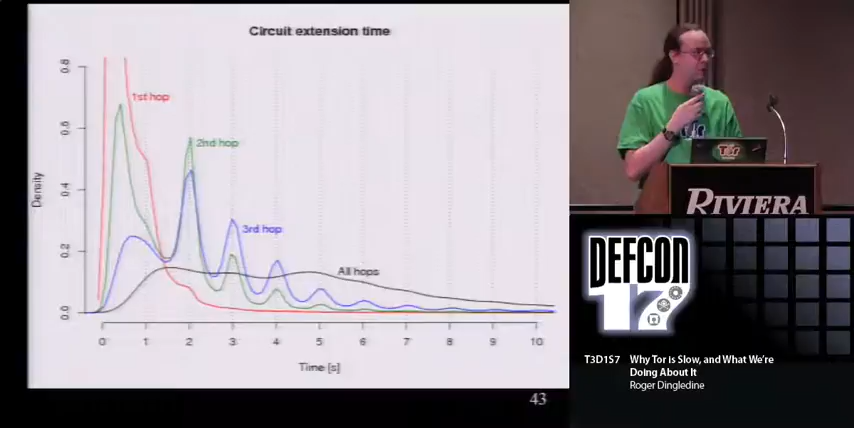 Circuit extension time
Density
0.0
0.2
0.4
0.6
0.8
1st hop
2nd hop
3rd hop
All hops
0 1 2 3 4 5 6 7 8 9 10
Time [s]
43
Tor
RIVIERA
DEFCON
17
T3D1S7 Why Tor is Slow, and What We're
Doing About It
Roger Dingledine